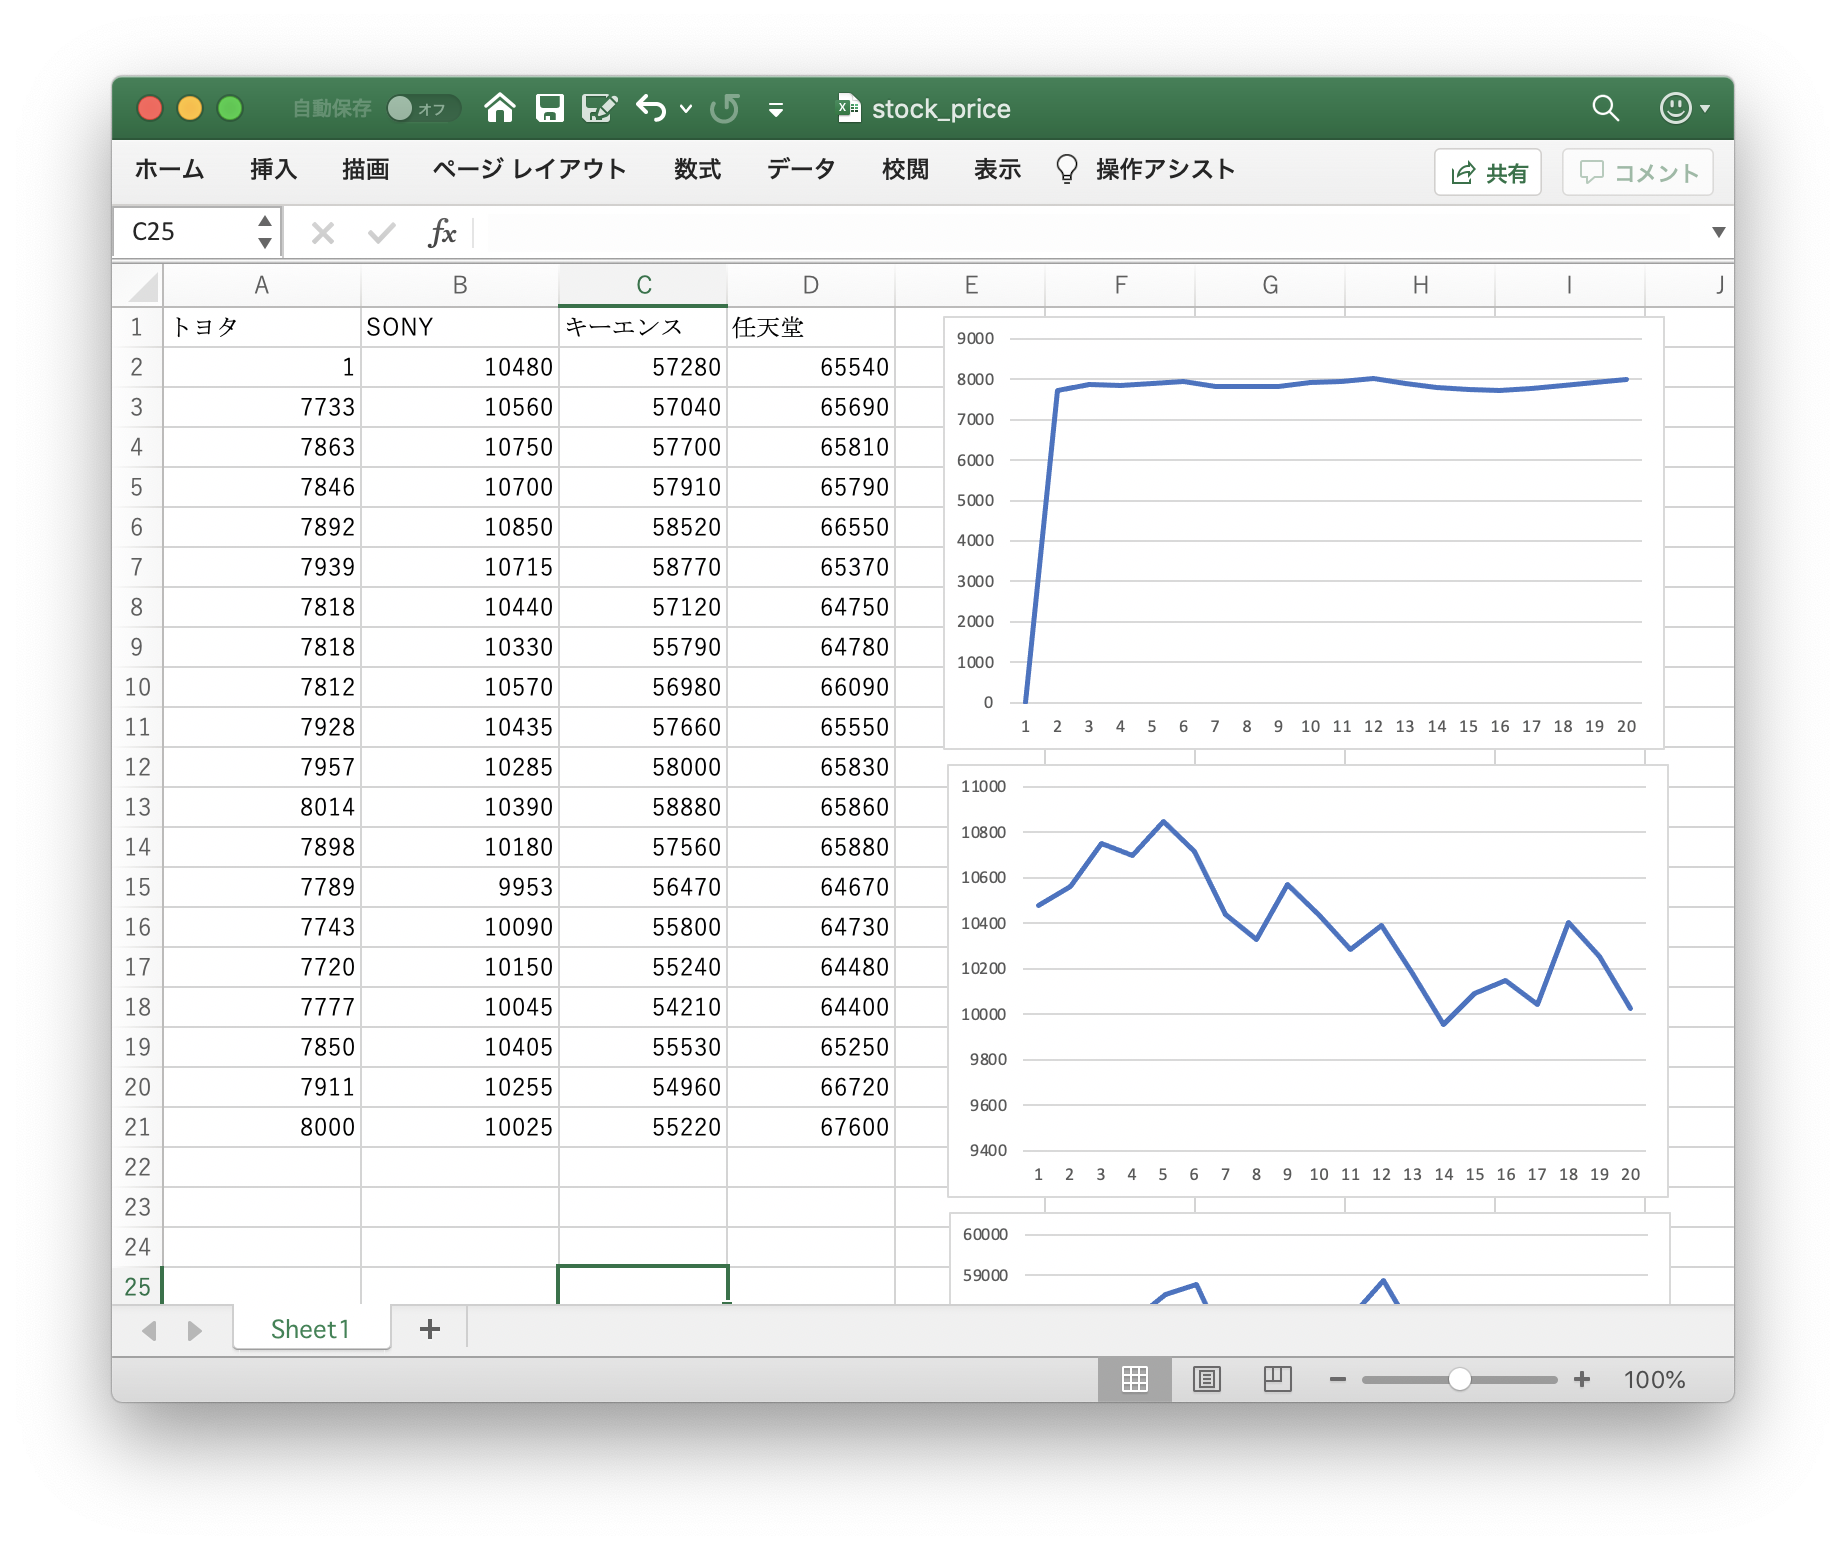 自動保存 オフ stock_price
ホーム 挿入 描画 ページ レイアウト 数式 データ 校閲 表示 操作アシスト 共有 コメント
C25 fx
A B C D E F G H I J
1 トヨタ SONY キーエンス 任天堂
2 1 10480 57280 65540
3 7733 10560 57040 65690
4 7863 10750 57700 65810
5 7846 10700 57910 65790
6 7892 10850 58520 66550
7 7939 10715 58770 65370
8 7818 10440 57120 64750
9 7818 10330 55790 64780
10 7812 10570 56980 66090
11 7928 10435 57660 65550
12 7957 10285 58000 65830
13 8014 10390 58880 65860
14 7898 10180 57560 65880
15 7789 9953 56470 64670
16 7743 10090 55800 64730
17 7720 10150 55240 64480
18 7777 10045 54210 64400
19 7850 10405 55530 65250
20 7911 10255 54960 66720
21 8000 10025 55220 67600
22
23
24
25
9000
8000
7000
6000
5000
4000
3000
2000
1000
0
1 2 3 4 5 6 7 8 9 10 11 12 13 14 15 16 17 18 19 20
11000
10800
10600
10400
10200
10000
9800
9600
9400
1 2 3 4 5 6 7 8 9 10 11 12 13 14 15 16 17 18 19 20
60000
59000
Sheet1
100%